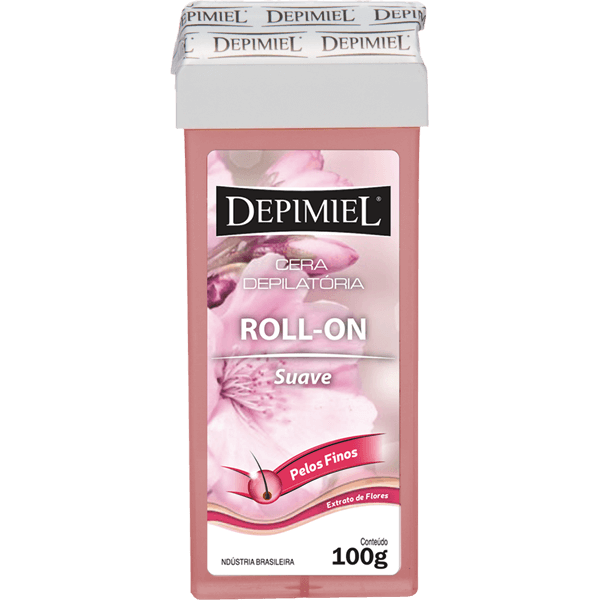 DEPIMIEL DEPIMIEL
DEPIMIEL DEPIMIEL
DEPIMIEL®
CERA
DEPILATÓRIA
ROLL-ON
Suave
Pelos Finos
Extrato de Flores
Conteúdo
100g
NDÚSTRIA BRASILEIRA